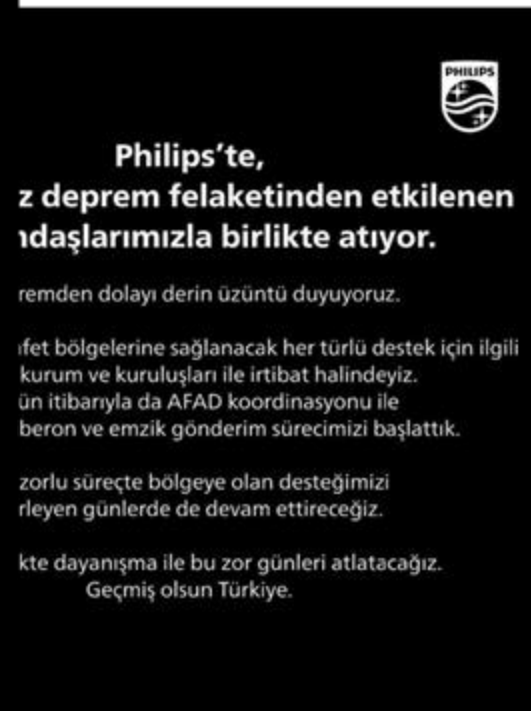 PHILIPS
Philips'te,
z deprem felaketinden etkilenen
daşlarımızla birlikte atıyor.
remden dolayı derin üzüntü duyuyoruz.
fet bölgelerine sağlanacak her türlü destek için ilgili
kurum ve kuruluşları ile irtibat halindeyiz.
ün itibarıyla da AFAD koordinasyonu ile
beron ve emzik gönderim sürecimizi başlattık.
zorlu süreçte bölgeye olan desteğimizi
rleyen günlerde de devam ettireceğiz.
kte dayanışma ile bu zor günleri atlatacağız.
Geçmiş olsun Türkiye.